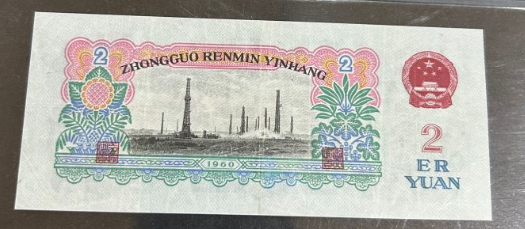 2
ZHONGGUO RENMIN YINHANG
2
1960
2
ER
YUAN